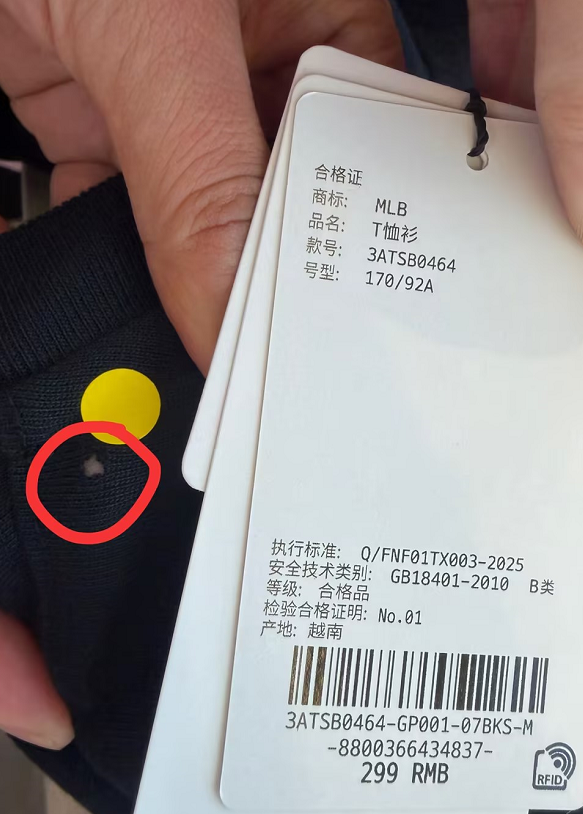 合格证
商标: MLB
品名: T恤衫
款号: 3ATSB0464
号型: 170/92A
执行标准: Q/FNF01TX003-2025
安全技术类别: GB18401-2010 B类
等级: 合格品
检验合格证明: No.01
产地: 越南
3ATSB0464-GP001-07BKS-M
-8800366434837-
299 RMB
RFID